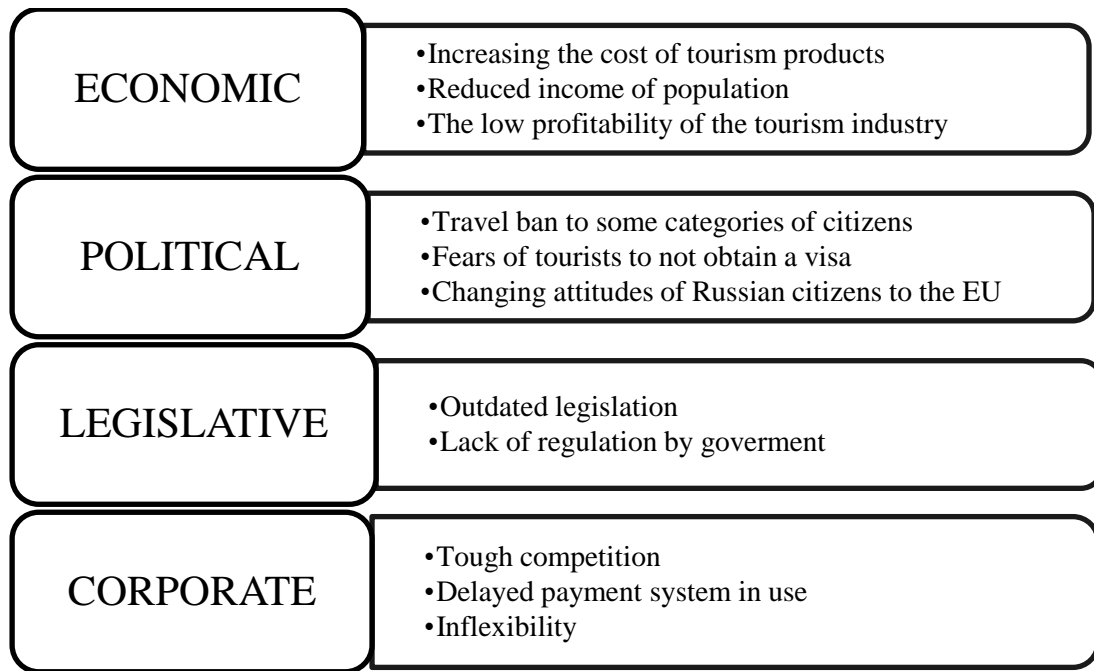 ECONOMIC
•Increasing the cost of tourism products
•Reduced income of population
•The low profitability of the tourism industry
POLITICAL
•Travel ban to some categories of citizens
•Fears of tourists to not obtain a visa
•Changing attitudes of Russian citizens to the EU
LEGISLATIVE
•Outdated legislation
•Lack of regulation by goverment
CORPORATE
•Tough competition
•Delayed payment system in use
•Inflexibility